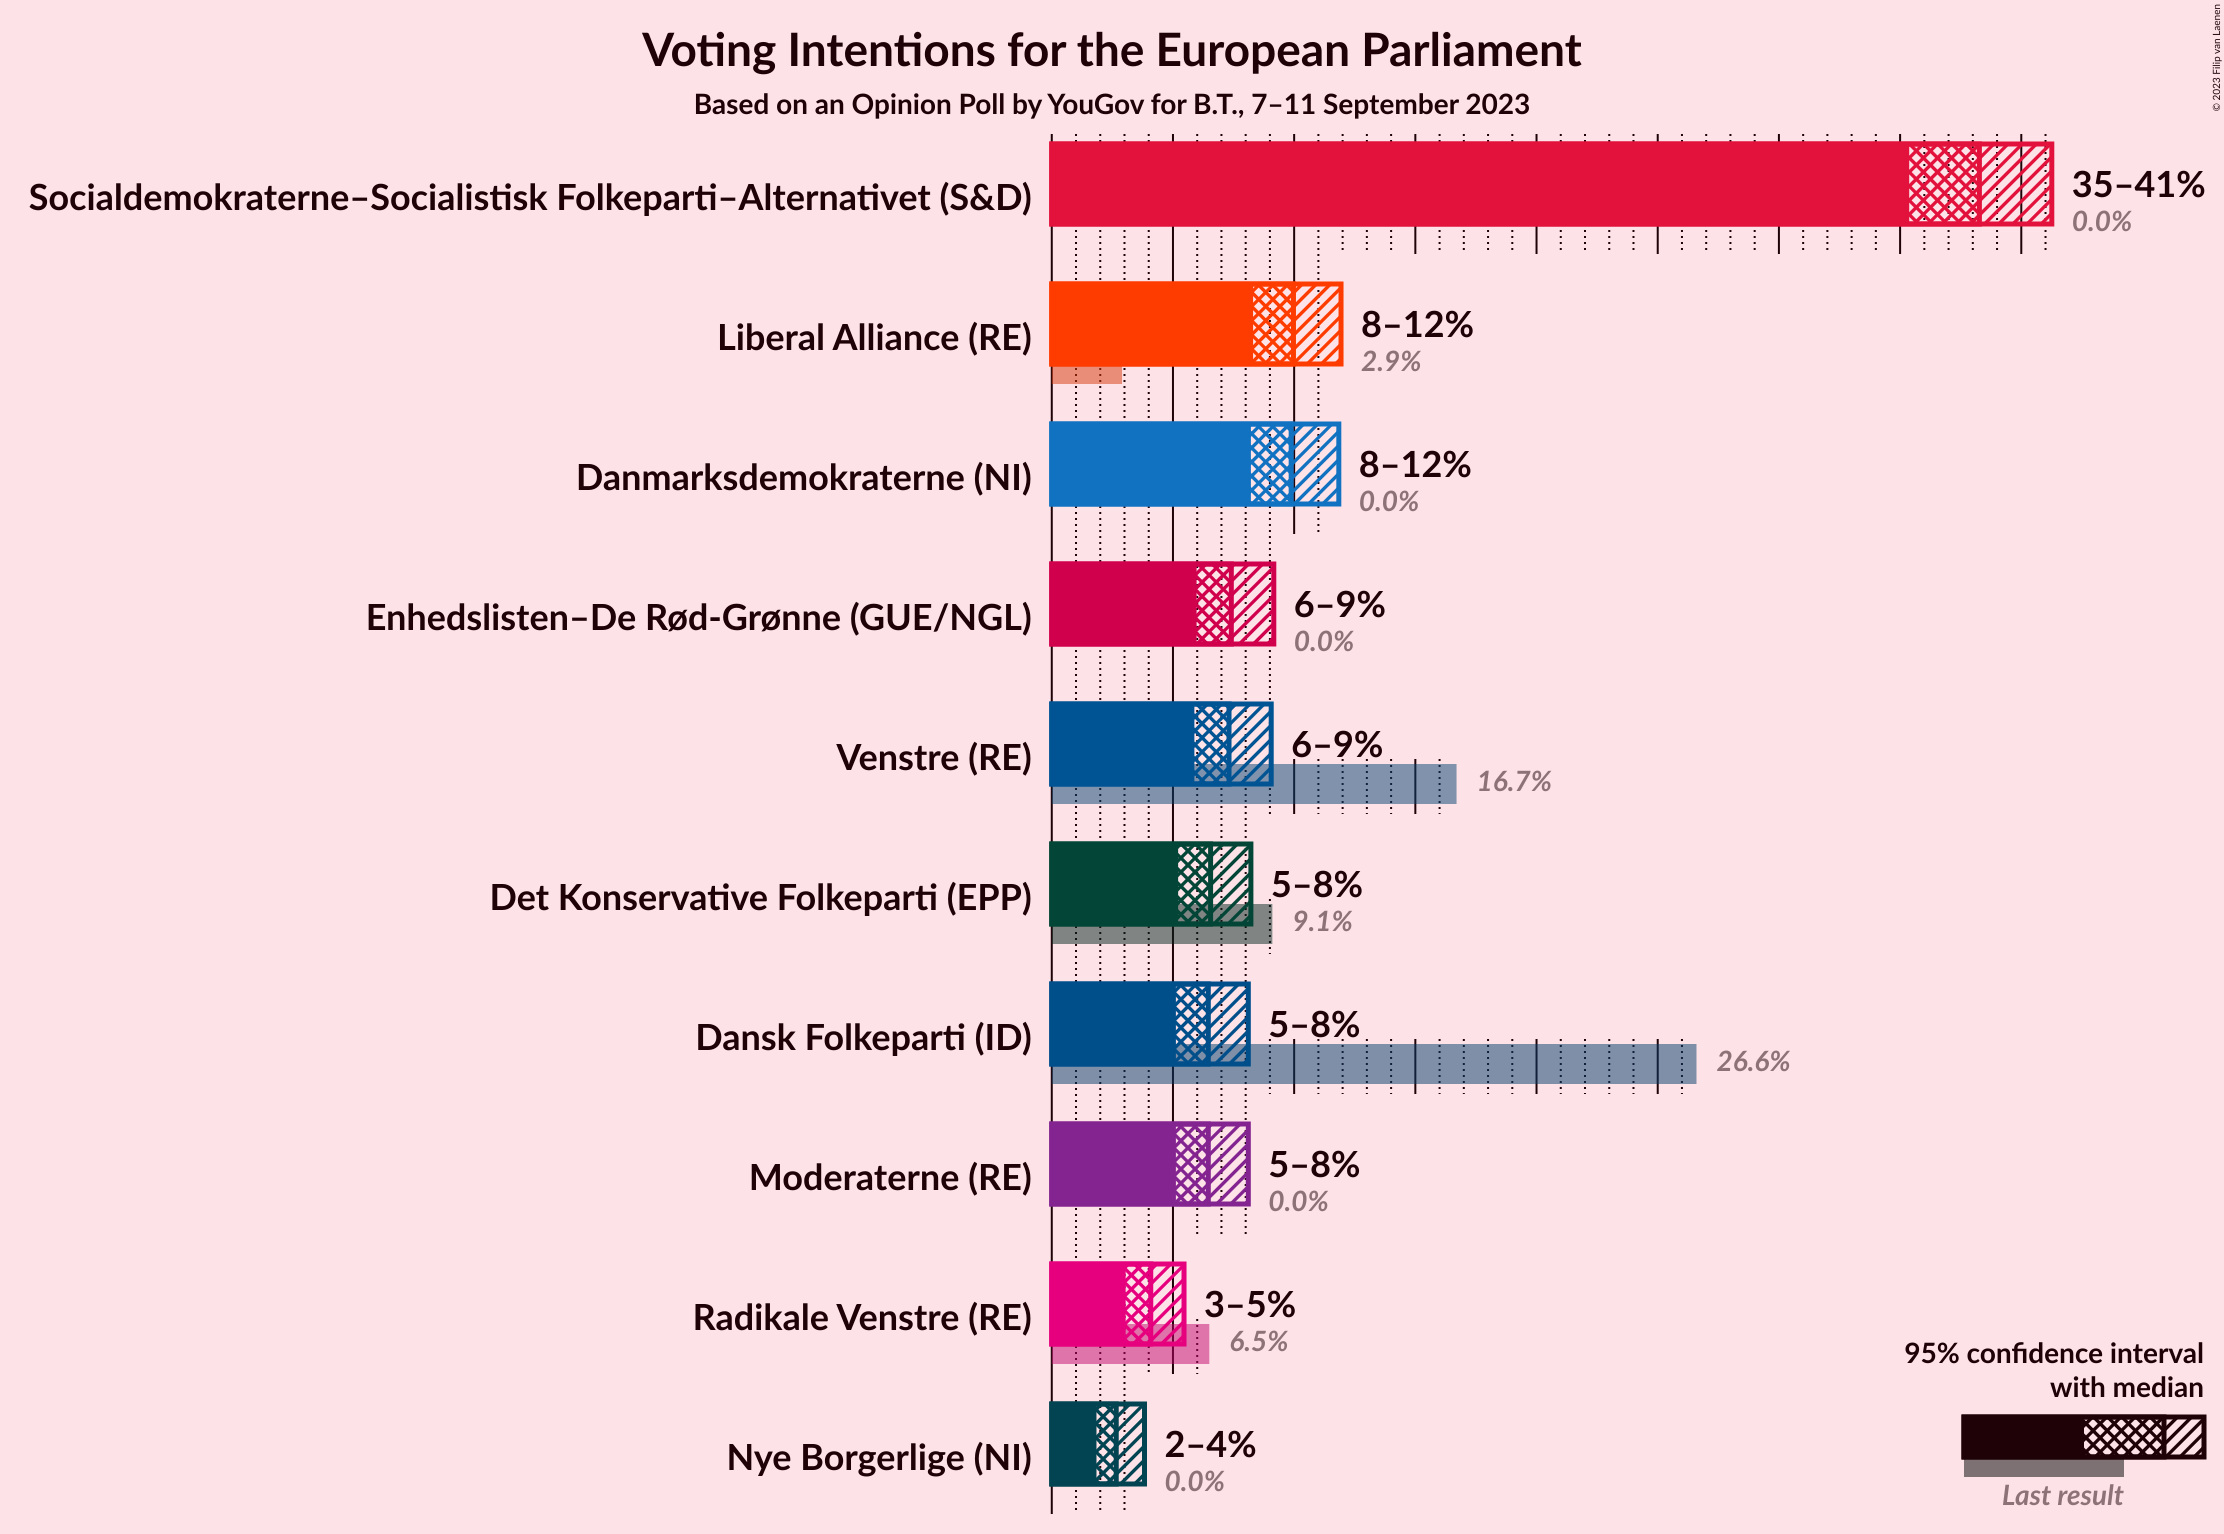 Voting Intentions for the European Parliament
Based on an Opinion Poll by YouGov for B.T., 7–11 September 2023
© 2023 Filip van Laenen
Socialdemokraterne–Socialistisk Folkeparti–Alternativet (S&D)
35–41%
0.0%
Liberal Alliance (RE)
8–12%
2.9%
Danmarksdemokraterne (NI)
8–12%
0.0%
Enhedslisten–De Rød-Grønne (GUE/NGL)
6–9%
0.0%
Venstre (RE)
6–9%
16.7%
Det Konservative Folkeparti (EPP)
5–8%
9.1%
Dansk Folkeparti (ID)
5–8%
26.6%
Moderaterne (RE)
5–8%
0.0%
Radikale Venstre (RE)
3–5%
6.5%
Nye Borgerlige (NI)
2–4%
0.0%
95% confidence interval
with median
Last result